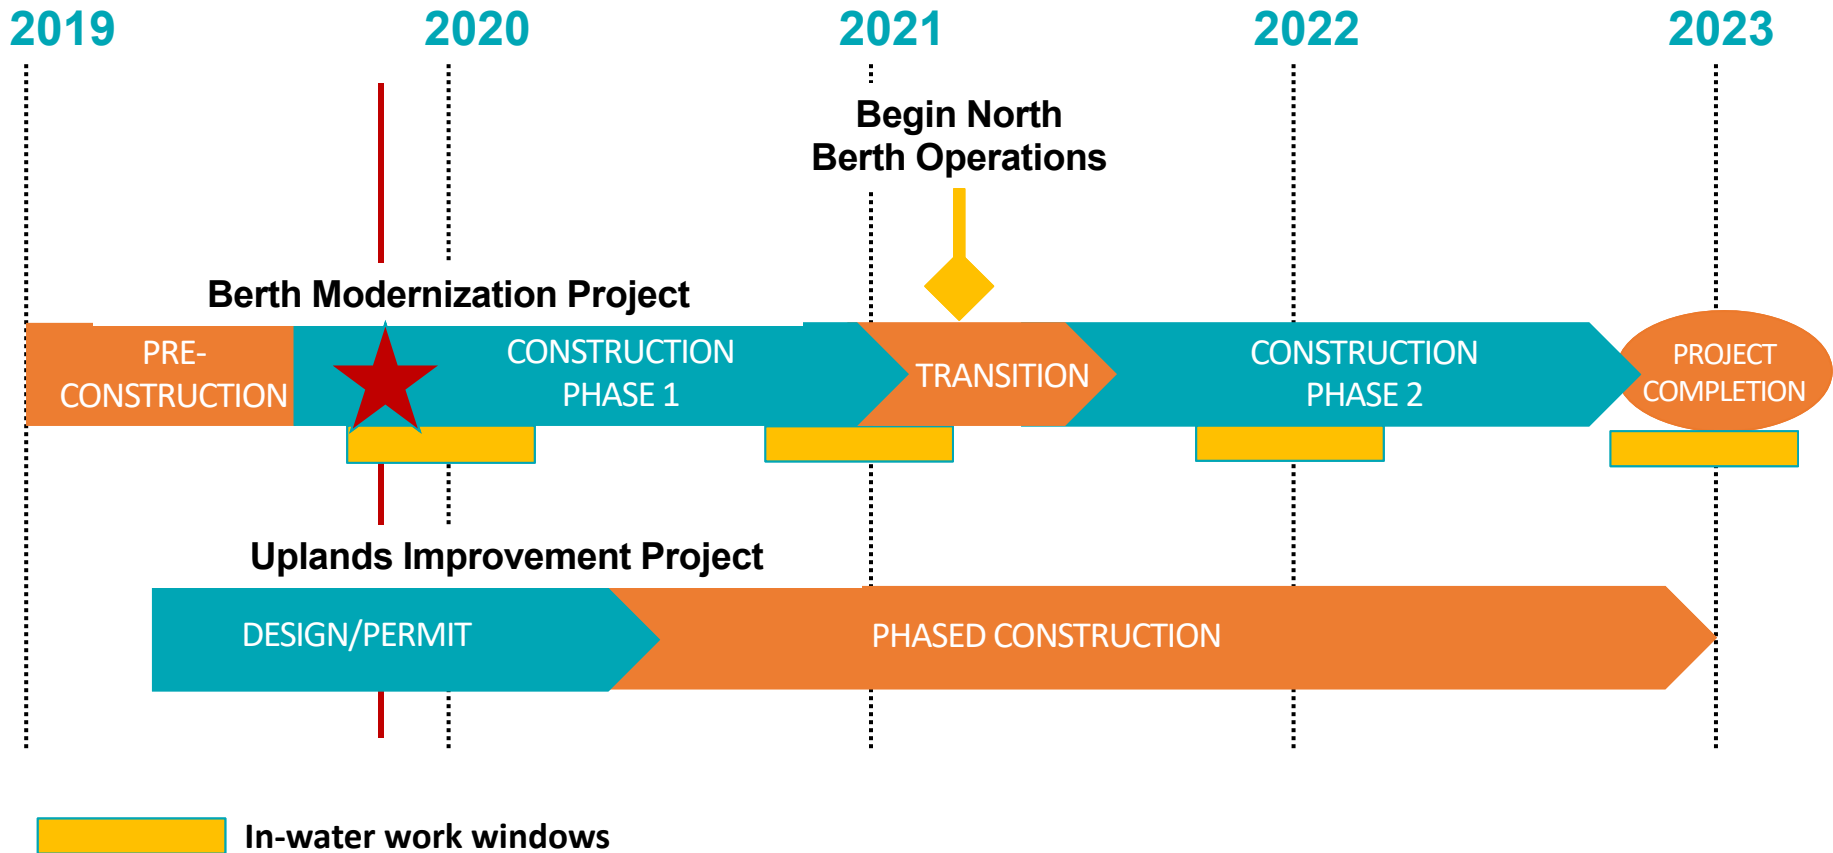 2019 2020 2021 2022 2023
Begin North
Berth Operations
Berth Modernization Project
PRE-
CONSTRUCTION
CONSTRUCTION
PHASE 1
TRANSITION
CONSTRUCTION
PHASE 2
PROJECT
COMPLETION
Uplands Improvement Project
DESIGN/PERMIT
PHASED CONSTRUCTION
In-water work windows